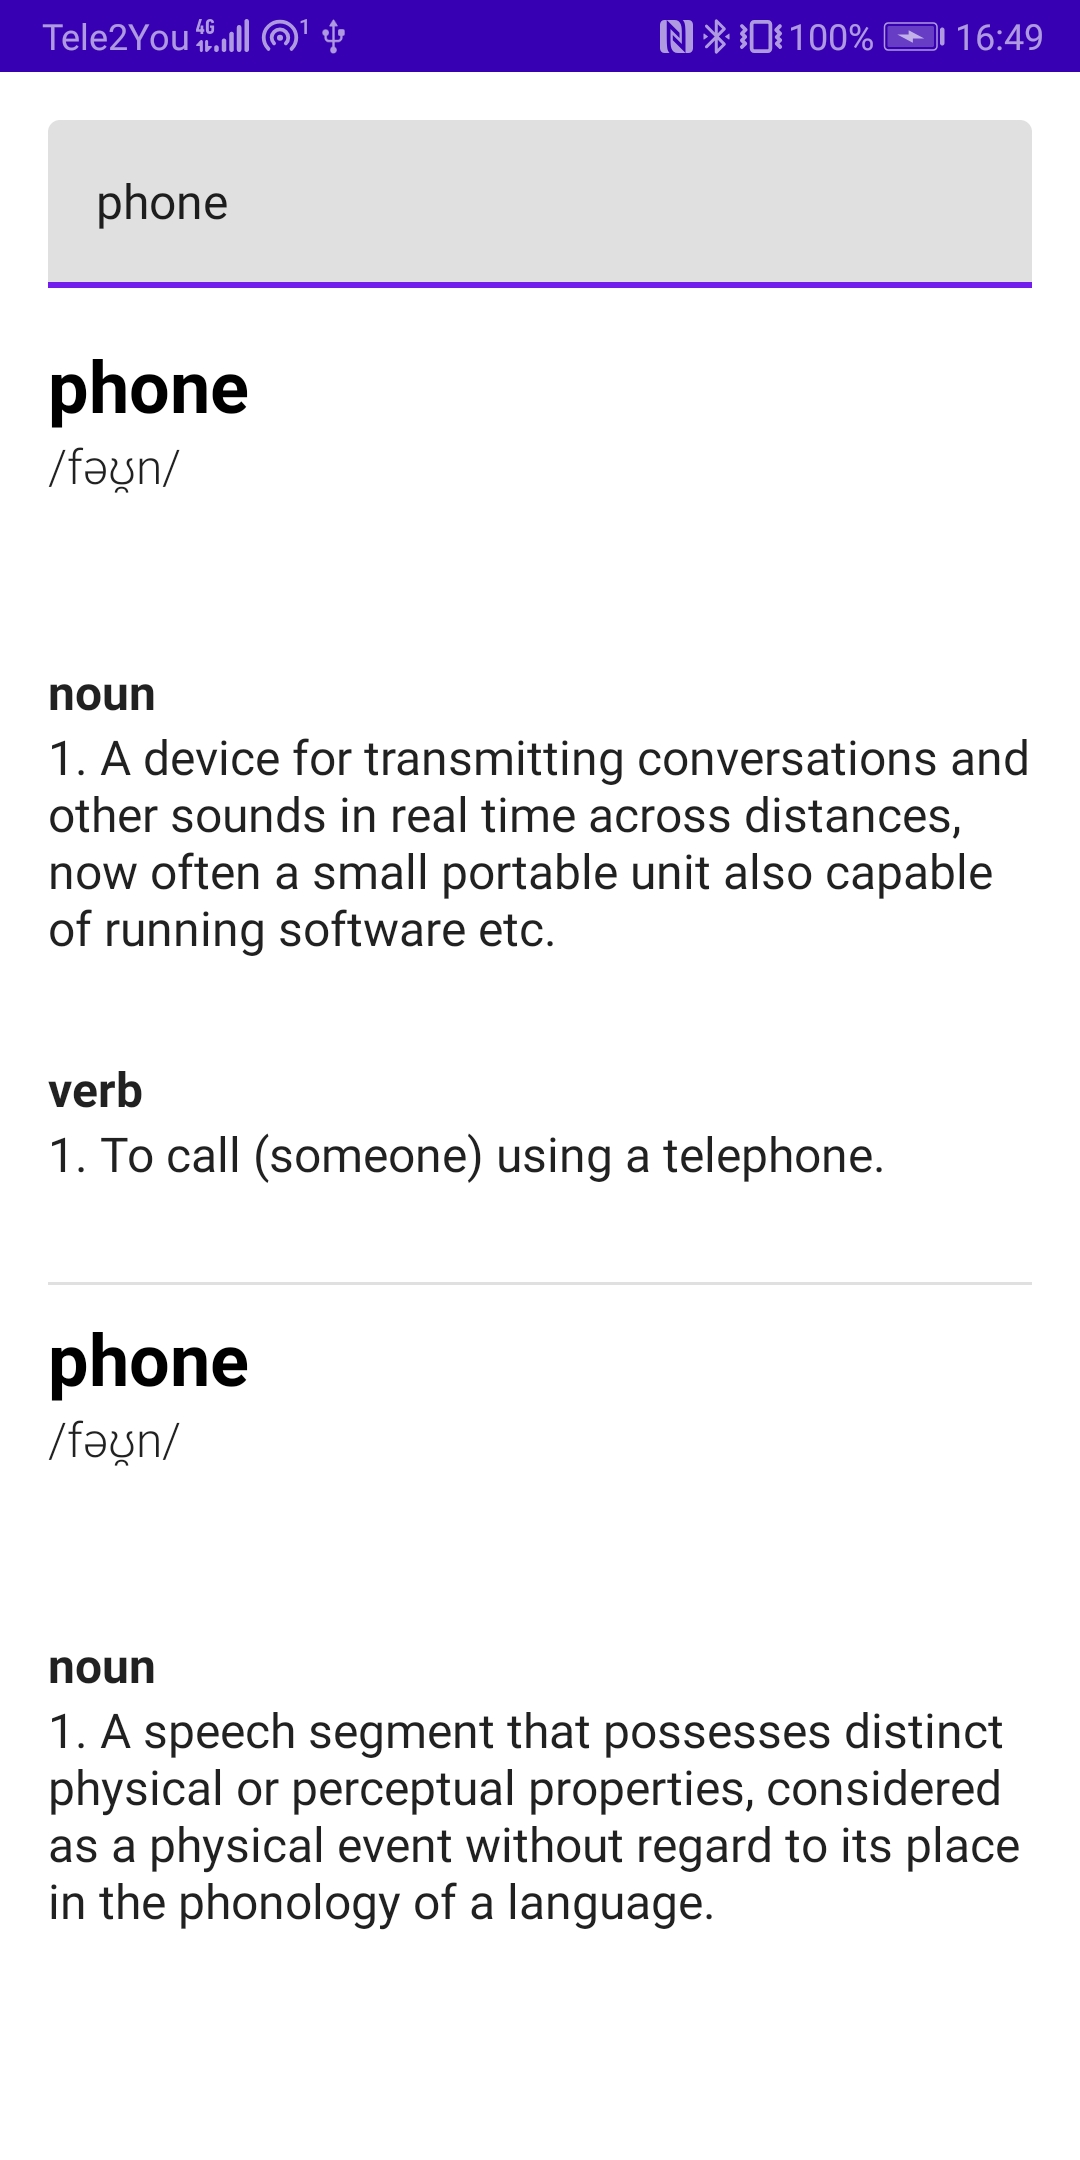 Tele2You 4G 1 100% 16:49
phone
phone
/fəʊ̯n/
noun
1. A device for transmitting conversations and
other sounds in real time across distances,
now often a small portable unit also capable
of running software etc.
verb
1. To call (someone) using a telephone.
phone
/fəʊ̯n/
noun
1. A speech segment that possesses distinct
physical or perceptual properties, considered
as a physical event without regard to its place
in the phonology of a language.